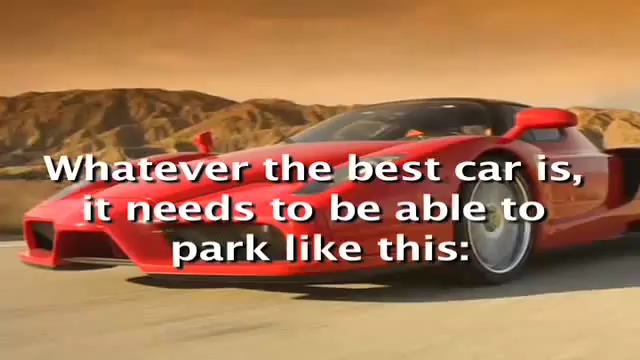 Whatever the best car is,
it needs to be able to
park like this: